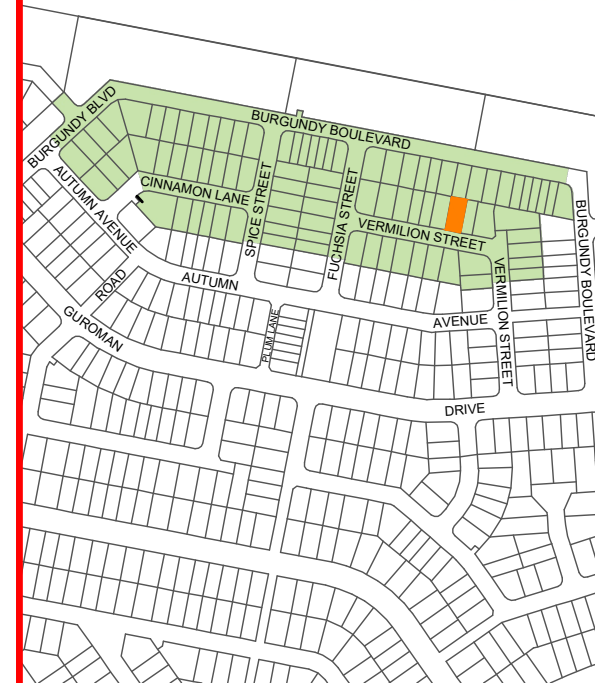 BURGUNDY BLVD
BURGUNDY BOULEVARD
CINNAMON LANE
AUTUMN AVENUE
SPICE STREET
FUCHSIA STREET
VERMILION STREET
BURGUNDY BOULEVARD
VERMILION STREET
ROAD
AUTUMN
AVENUE
GUROMAN
PLUM LANE
DRIVE